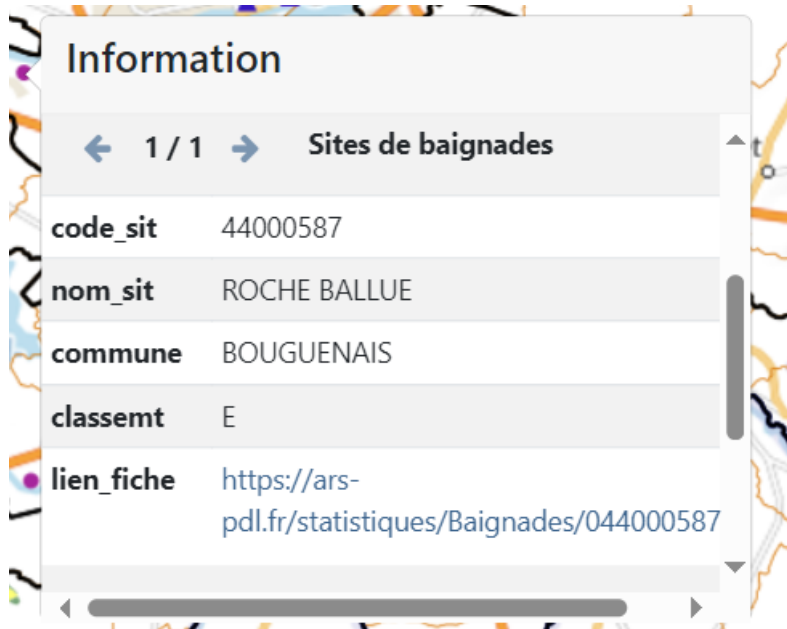 Information
1 / 1 Sites de baignades
code_sit 44000587
nom_sit ROCHE BALLUE
commune BOUGUENAIS
classemt E
lien_fiche https://ars-
pdl.fr/statistiques/Baignades/044000587
t